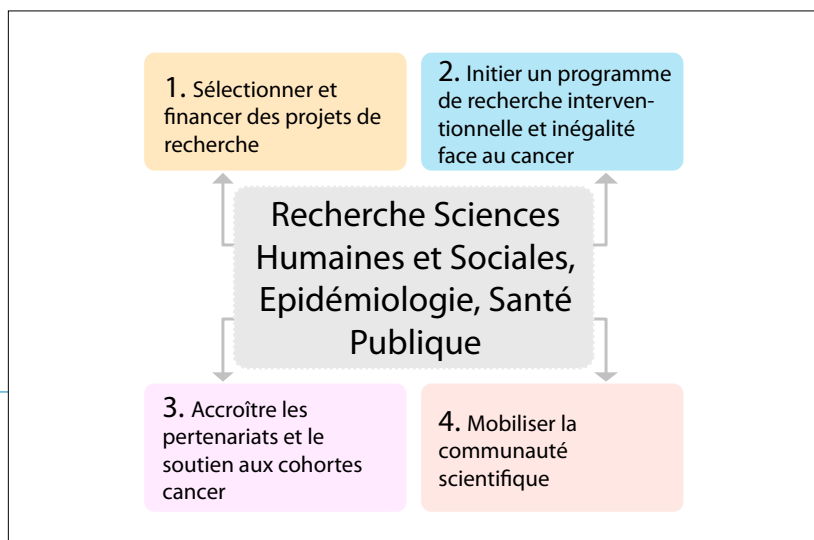 1. Sélectionner et
financer des projets de
recherche
2. Initier un programme
de recherche interven-
tionnelle et inégalité
face au cancer
Recherche Sciences
Humaines et Sociales,
Epidémiologie, Santé
Publique
3. Accroître les
pertenariats et le
soutien aux cohortes
cancer
4. Mobiliser la
communauté
scientifique